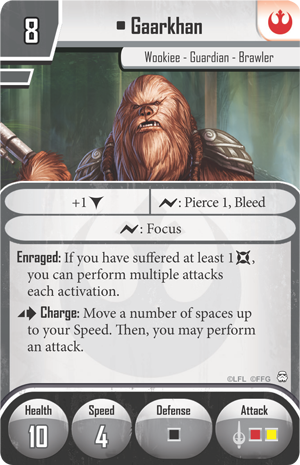 8
Gaarkhan
Wookiee - Guardian - Brawler
+1
: Pierce 1, Bleed
: Focus
Enraged: If you have suffered at least 1,
you can perform multiple attacks
each activation.
Charge: Move a number of spaces up
to your Speed. Then, you may perform
an attack.
©LFL ©FFG
Health
Speed
Defense
Attack
10
4